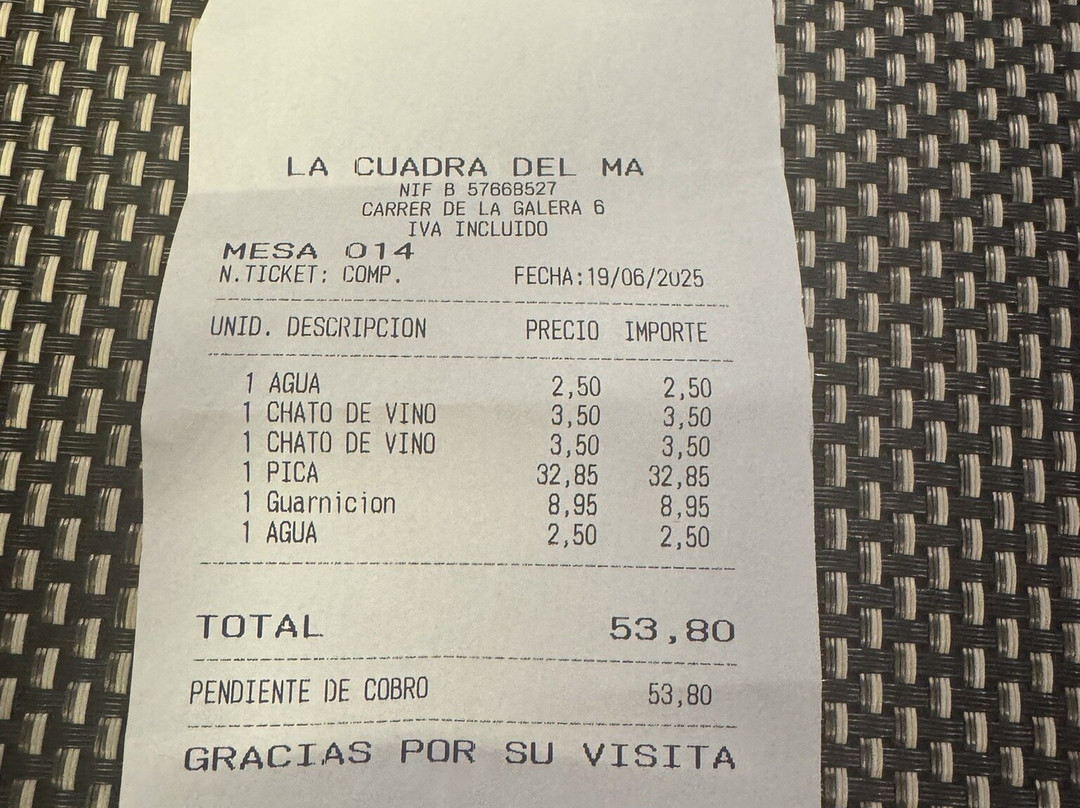 LA CUADRA DEL MA
NIF B 57668527
CARRER DE LA GALERA 6
IVA INCLUIDO
MESA 014
N.TICKET: COMP. FECHA:19/06/2025
UNID. DESCRIPCION PRECIO IMPORTE
1 AGUA 2,50 2,50
1 CHATO DE VINO 3,50 3,50
1 CHATO DE VINO 3,50 3,50
1 PICA 32,85 32,85
1 Guarnicion 8,95 8,95
1 AGUA 2,50 2,50
TOTAL 53,80
PENDIENTE DE COBRO 53,80
GRACIAS POR SU VISITA